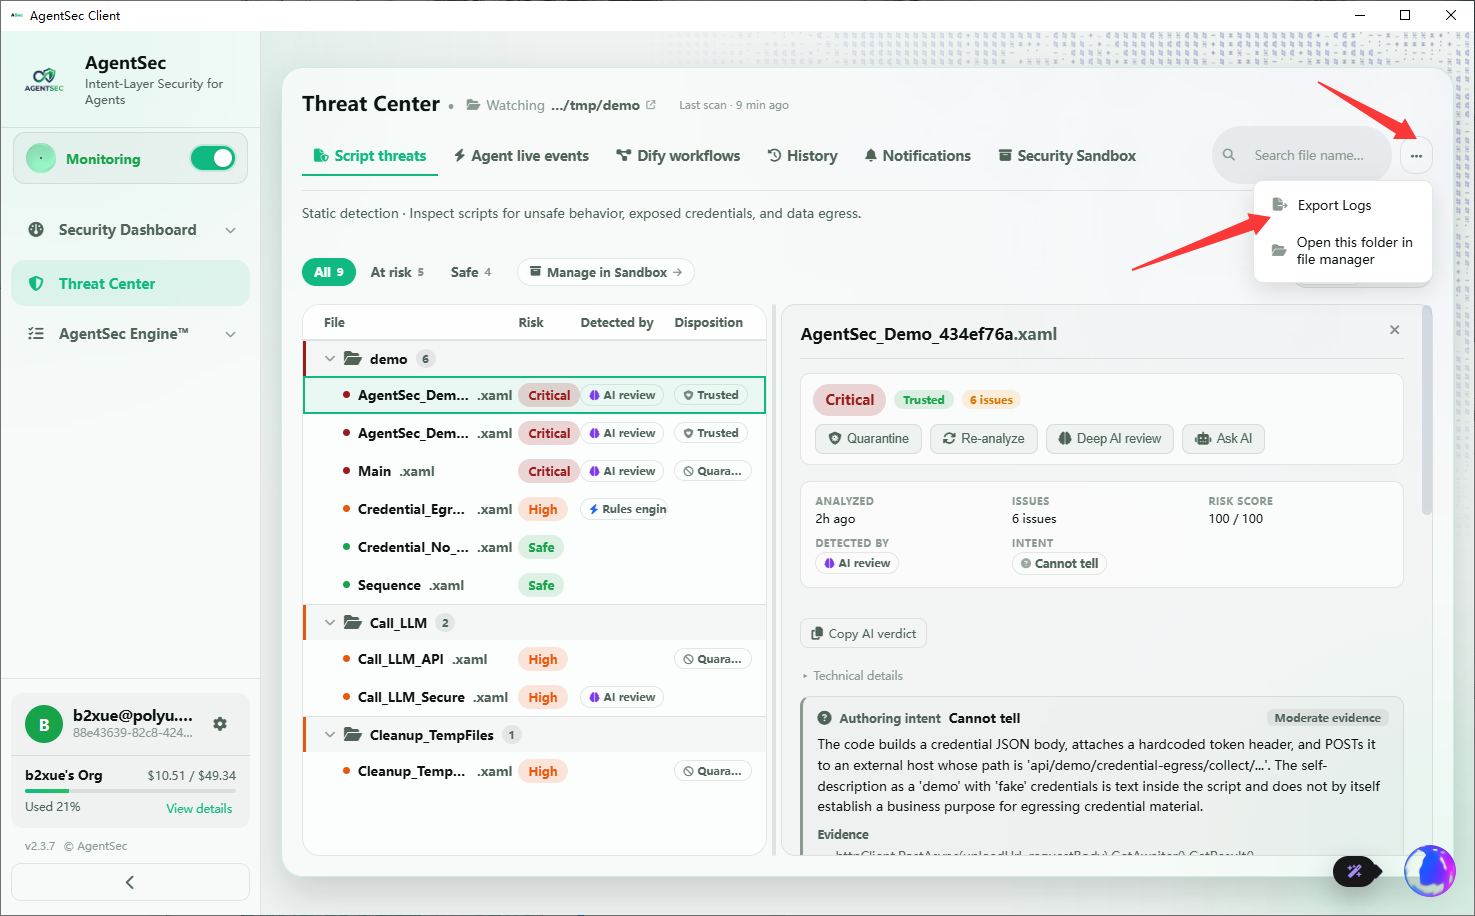 AgentSec Client
AgentSec
Intent-Layer Security for
Agents
AGENTSEC
Monitoring
Security Dashboard
Threat Center
AgentSec Engine™
B
b2xue@polyu....
88e43639-82c8-424...
b2xue's Org
$10.51 / $49.34
Used 21%
View details
v2.3.7 © AgentSec
Threat Center • Watching .../tmp/demo Last scan · 9 min ago
Script threats Agent live events Dify workflows History Notifications Security Sandbox
Search file name...
Export Logs
Open this folder in
file manager
Static detection · Inspect scripts for unsafe behavior, exposed credentials, and data egress.
All 9 At risk 5 Safe 4 Manage in Sandbox →
File Risk Detected by Disposition
demo 6
AgentSec_Dem... .xaml Critical AI review Trusted
AgentSec_Dem... .xaml Critical AI review Trusted
Main .xaml Critical AI review Quara...
Credential_Egr... .xaml High Rules engin
Credential_No_... .xaml Safe
Sequence .xaml Safe
Call_LLM 2
Call_LLM_API .xaml High Quara...
Call_LLM_Secure .xaml High AI review
Cleanup_TempFiles 1
Cleanup_Temp... .xaml High Quara...
AgentSec_Demo_434ef76a.xaml
Critical Trusted 6 issues
Quarantine Re-analyze Deep AI review Ask AI
ANALYZED ISSUES RISK SCORE
2h ago 6 issues 100 / 100
DETECTED BY INTENT
AI review Cannot tell
Copy AI verdict
Technical details
Authoring intent Cannot tell Moderate evidence
The code builds a credential JSON body, attaches a hardcoded token header, and POSTs it
to an external host whose path is 'api/demo/credential-egress/collect/...'. The self-
description as a 'demo' with 'fake' credentials is text inside the script and does not by itself
establish a business purpose for egressing credential material.
Evidence
httpClient.PostAsync(uploadUrl, requestBody).GetAwaiter().GetResult()